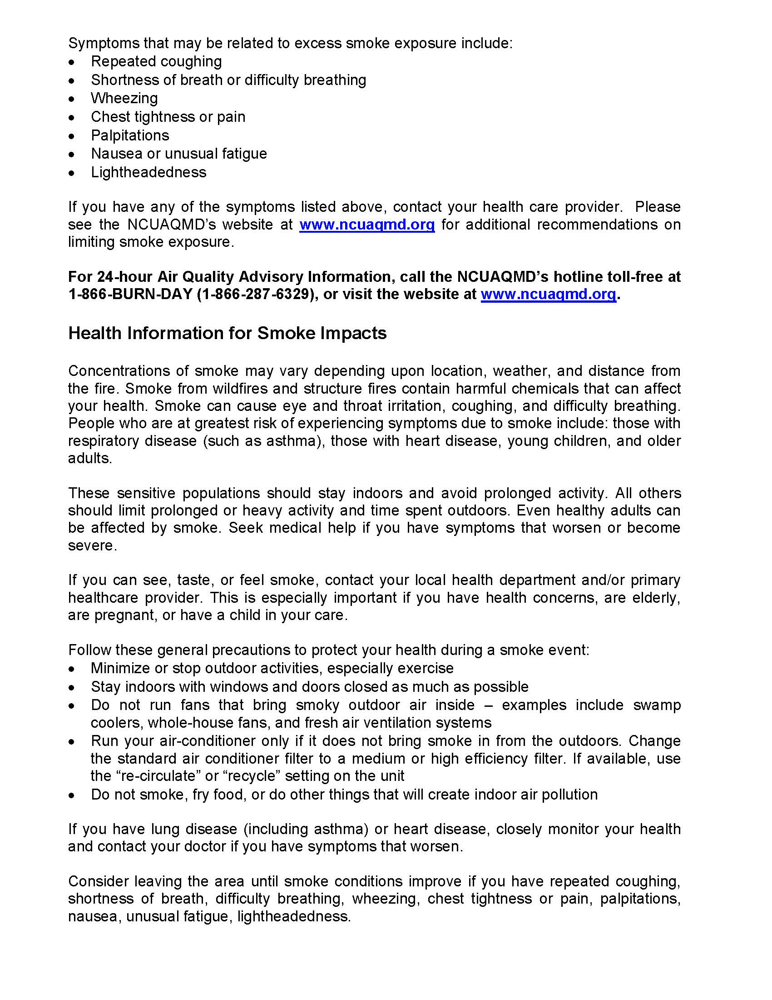 Symptoms that may be related to excess smoke exposure include:
• Repeated coughing
• Shortness of breath or difficulty breathing
• Wheezing
• Chest tightness or pain
• Palpitations
• Nausea or unusual fatigue
• Lightheadedness
If you have any of the symptoms listed above, contact your health care provider.  Please
see the NCUAQMD’s website at www.ncuaqmd.org for additional recommendations on
limiting smoke exposure.
For 24-hour Air Quality Advisory Information, call the NCUAQMD’s hotline toll-free at
1-866-BURN-DAY (1-866-287-6329), or visit the website at www.ncuaqmd.org.
Health Information for Smoke Impacts
Concentrations of smoke may vary depending upon location, weather, and distance from
the fire. Smoke from wildfires and structure fires contain harmful chemicals that can affect
your health. Smoke can cause eye and throat irritation, coughing, and difficulty breathing.
People who are at greatest risk of experiencing symptoms due to smoke include: those with
respiratory disease (such as asthma), those with heart disease, young children, and older
adults.
These sensitive populations should stay indoors and avoid prolonged activity. All others
should limit prolonged or heavy activity and time spent outdoors. Even healthy adults can
be affected by smoke. Seek medical help if you have symptoms that worsen or become
severe.
If you can see, taste, or feel smoke, contact your local health department and/or primary
healthcare provider. This is especially important if you have health concerns, are elderly,
are pregnant, or have a child in your care.
Follow these general precautions to protect your health during a smoke event:
• Minimize or stop outdoor activities, especially exercise
• Stay indoors with windows and doors closed as much as possible
• Do not run fans that bring smoky outdoor air inside – examples include swamp
coolers, whole-house fans, and fresh air ventilation systems
• Run your air-conditioner only if it does not bring smoke in from the outdoors. Change
the standard air conditioner filter to a medium or high efficiency filter. If available, use
the “re-circulate” or “recycle” setting on the unit
• Do not smoke, fry food, or do other things that will create indoor air pollution
If you have lung disease (including asthma) or heart disease, closely monitor your health
and contact your doctor if you have symptoms that worsen.
Consider leaving the area until smoke conditions improve if you have repeated coughing,
shortness of breath, difficulty breathing, wheezing, chest tightness or pain, palpitations,
nausea, unusual fatigue, lightheadedness.